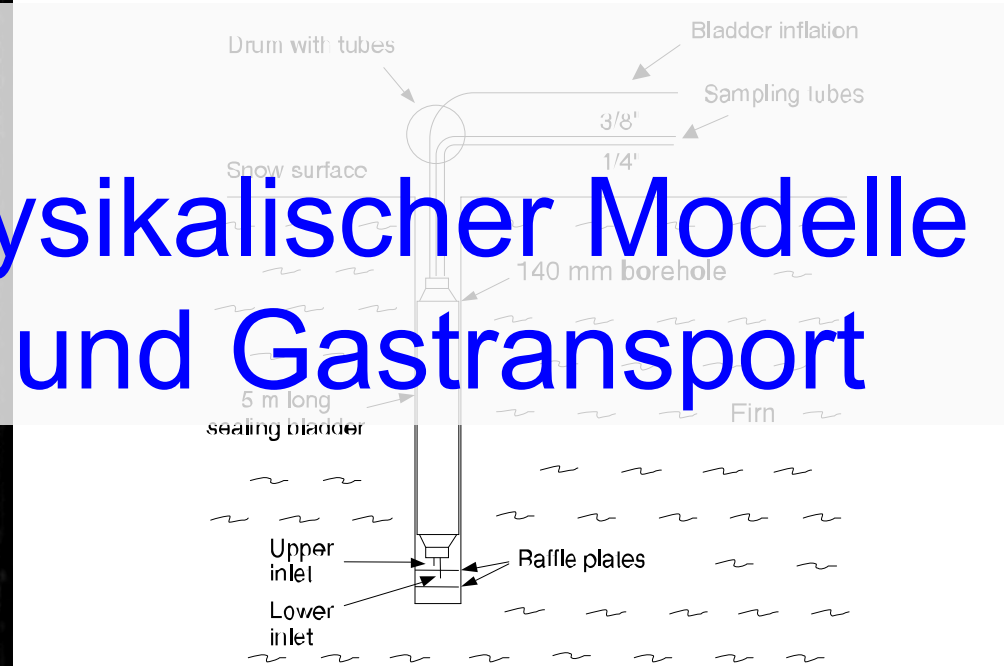 Drum with tubes
Bladder inflation
Sampling tubes
3/8'
1/4'
Snow surface
ysikalischer Modelle
140 mm borehole
und Gastransport
5 m long
sealing bladder
Firn
Upper
inlet
Baffle plates
Lower
inlet